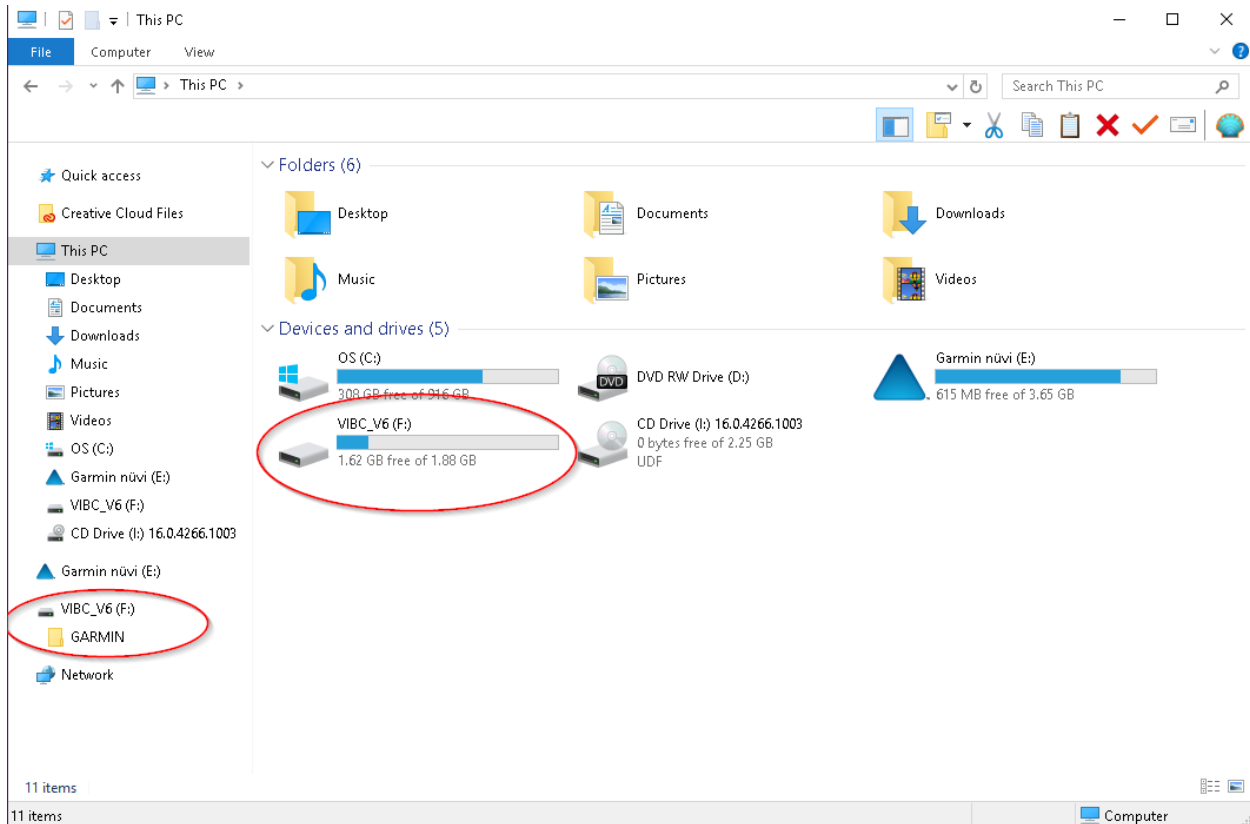 This PC
File Computer View
This PC
Search This PC
Quick access
Creative Cloud Files
This PC
Desktop
Documents
Downloads
Music
Pictures
Videos
OS (C:)
Garmin nüvi (E:)
VIBC_V6 (F:)
CD Drive (I:) 16.0.4266.1003
Garmin nüvi (E:)
VIBC_V6 (F:)
GARMIN
Network
Folders (6)
Desktop
Documents
Downloads
Music
Pictures
Videos
Devices and drives (5)
OS (C:)
308 GB free of 916 GB
DVD
DVD RW Drive (D:)
Garmin nüvi (E:)
615 MB free of 3.65 GB
VIBC_V6 (F:)
1.62 GB free of 1.88 GB
CD Drive (I:) 16.0.4266.1003
0 bytes free of 2.25 GB
UDF
11 items
11 items
Computer